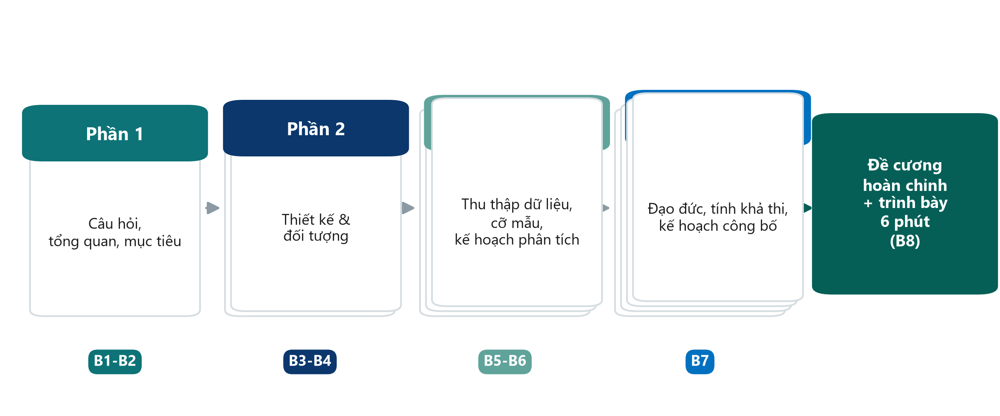 Phần 1
Câu hỏi,
tổng quan, mục tiêu
B1-B2
Phần 2
Thiết kế &
đối tượng
B3-B4
Thu thập dữ liệu,
cỡ mẫu,
kế hoạch phân tích
B5-B6
Đạo đức, tính khả thi,
kế hoạch công bố
B7
Đề cương
hoàn chỉnh
+ trình bày
6 phút
(B8)